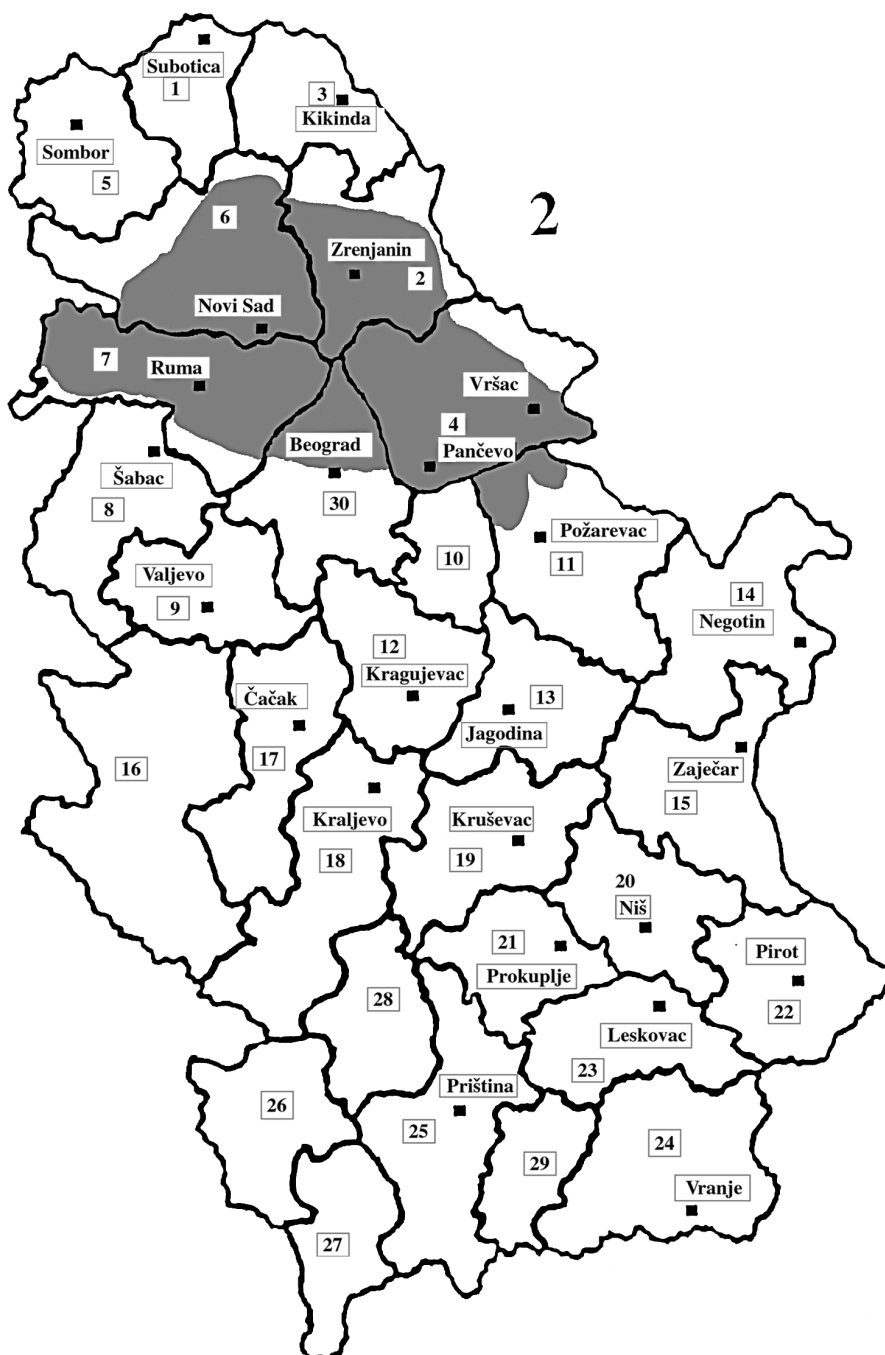 Subotica
1
3
Kikinda
Sombor
5
6
2
Zrenjanin
2
Novi Sad
7
Ruma
Vršac
4
Beograd
Pančevo
Šabac
8
30
Požarevac
10
11
Valjevo
9
14
Negotin
12
Kragujevac
13
Čačak
Jagodina
16
17
Zaječar
15
Kraljevo
18
Kruševac
19
20
Niš
21
Prokuplje
Pirot
22
28
Leskovac
23
Priština
25
26
24
29
Vranje
27